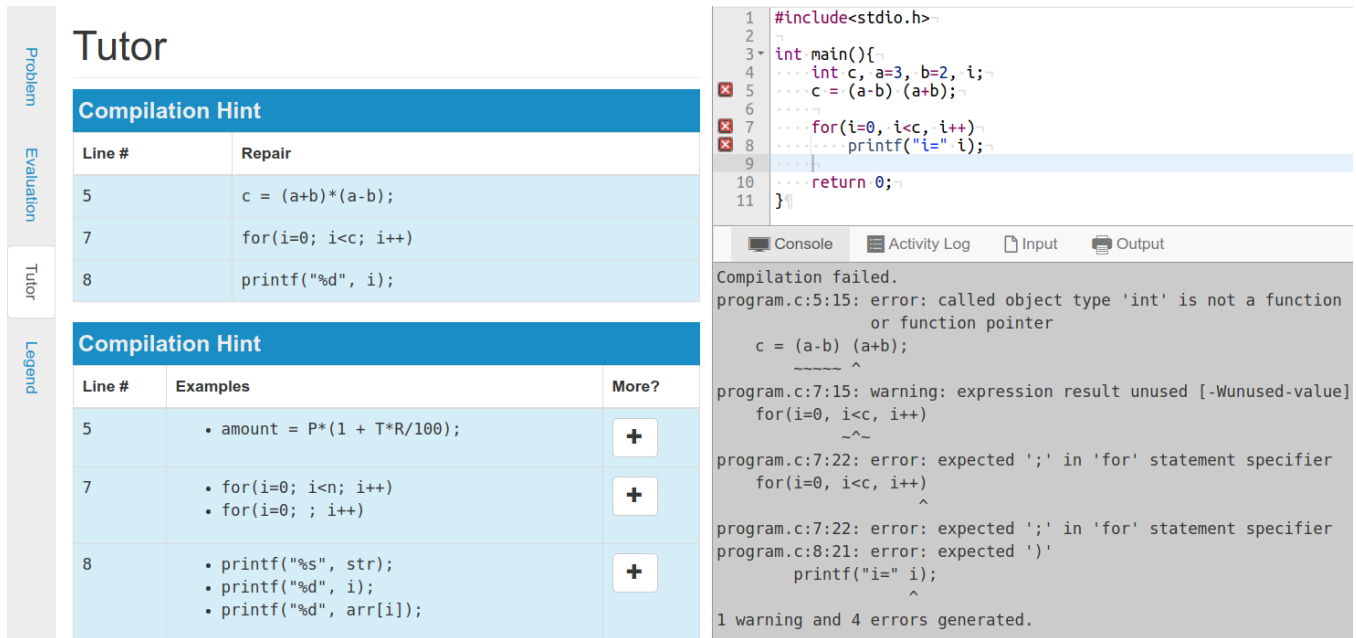 Problem
Evaluation
Tutor
Legend
Tutor
Compilation Hint
Line # Repair
5 c = (a+b)*(a-b);
7 for(i=0; i<c; i++)
8 printf("%d", i);
Compilation Hint
Line # Examples More?
5 • amount = P*(1 + T*R/100); +
7 • for(i=0; i<n; i++) +
• for(i=0; ; i++)
8 • printf("%s", str); +
• printf("%d", i);
• printf("%d", arr[i]);
1 #include<stdio.h>
2
3 int main(){
4 int c, a=3, b=2, i;
5 c = (a-b) (a+b);
6
7 for(i=0, i<c, i++)
8 printf("i=" i);
9
10 return 0;
11 }
Console Activity Log Input Output
Compilation failed.
program.c:5:15: error: called object type 'int' is not a function
or function pointer
c = (a-b) (a+b);
~~~~~ ^
program.c:7:15: warning: expression result unused [-Wunused-value]
for(i=0, i<c, i++)
~^~
program.c:7:22: error: expected ';' in 'for' statement specifier
for(i=0, i<c, i++)
^
program.c:7:22: error: expected ';' in 'for' statement specifier
program.c:8:21: error: expected ')'
printf("i=" i);
^
1 warning and 4 errors generated.